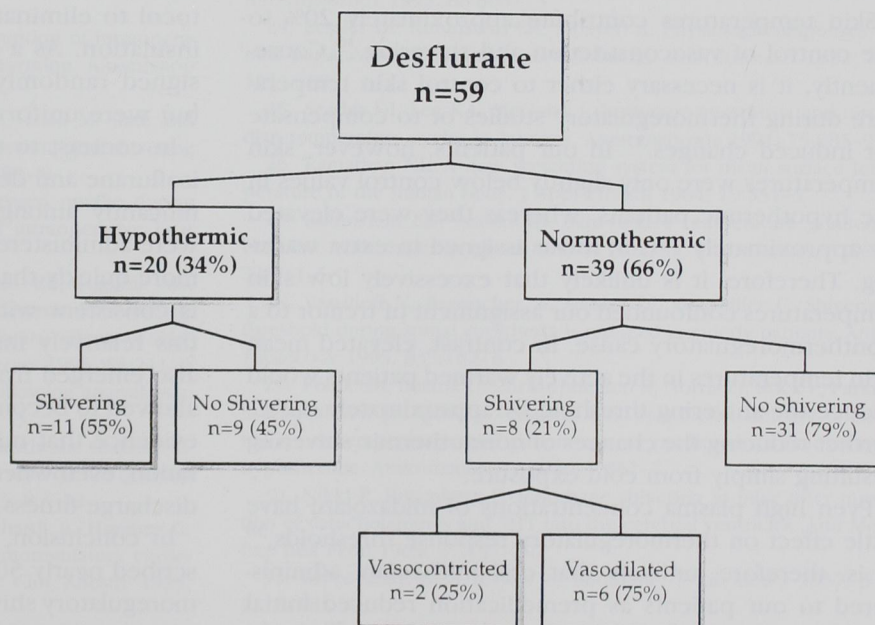 Desflurane
n=59
Hypothermic
n=20 (34%)
Normothermic
n=39 (66%)
Shivering
n=11 (55%)
No Shivering
n=9 (45%)
Shivering
n=8 (21%)
No Shivering
n=31 (79%)
Vasocontricted
n=2 (25%)
Vasodilated
n=6 (75%)